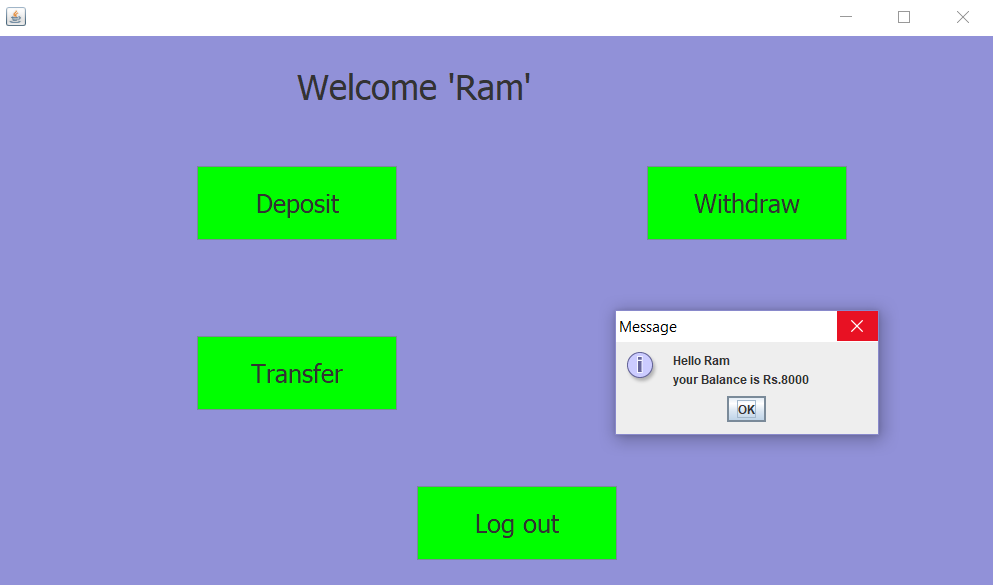 Welcome 'Ram'
Deposit
Withdraw
Transfer
Message
Hello Ram
your Balance is Rs.8000
OK
Log out